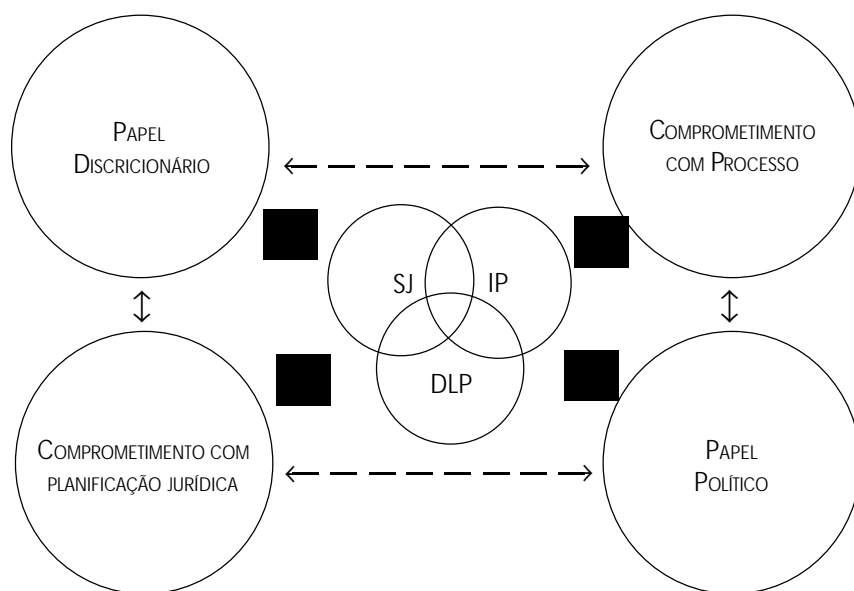 PAPEL
DISCRICIONÁRIO
COMPROMETIMENTO
COM PROCESSO
SJ
IP
DLP
COMPROMETIMENTO COM
PLANIFICAÇÃO JURÍDICA
PAPEL
POLÍTICO